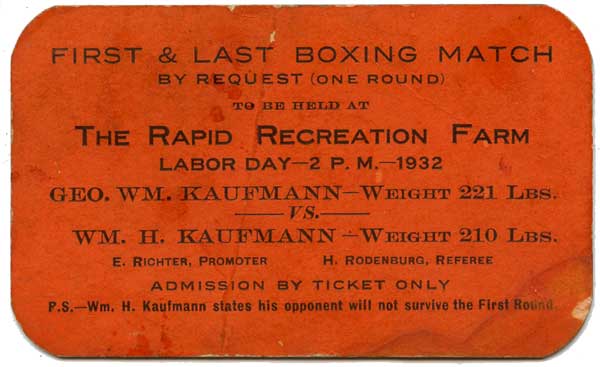 FIRST & LAST BOXING MATCH
BY REQUEST (ONE ROUND)
TO BE HELD AT
THE RAPID RECREATION FARM
LABOR DAY—2 P. M.—1932
GEO. WM. KAUFMANN—WEIGHT 221 LBS.
—VS.—
WM. H. KAUFMANN—WEIGHT 210 LBS.
E. RICHTER, PROMOTER H. RODENBURG, REFEREE
ADMISSION BY TICKET ONLY
P.S.—Wm. H. Kaufmann states his opponent will not survive the First Round.